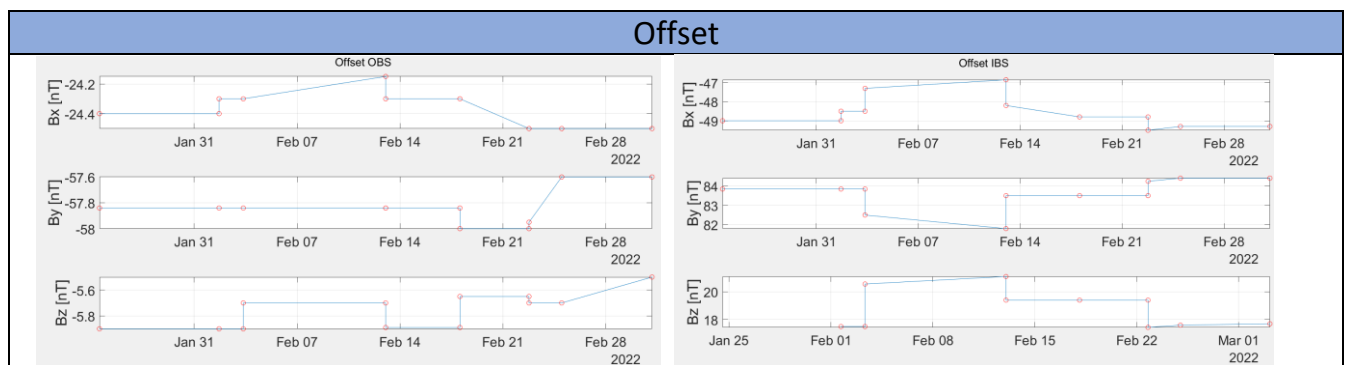 Offset
Offset OBS
Bx [nT]
-24.2
-24.4
Jan 31 Feb 07 Feb 14 Feb 21 Feb 28
2022
By [nT]
-57.6
-57.8
-58
Jan 31 Feb 07 Feb 14 Feb 21 Feb 28
2022
Bz [nT]
-5.6
-5.8
Jan 31 Feb 07 Feb 14 Feb 21 Feb 28
2022
Offset IBS
Bx [nT]
-47
-48
-49
Jan 31 Feb 07 Feb 14 Feb 21 Feb 28
2022
By [nT]
84
83
82
Jan 31 Feb 07 Feb 14 Feb 21 Feb 28
2022
Bz [nT]
20
18
Jan 25 Feb 01 Feb 08 Feb 15 Feb 22 Mar 01
2022